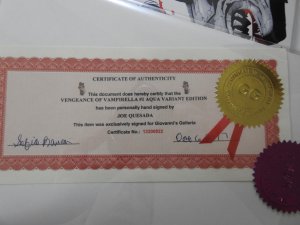 CERTIFICATE OF AUTHENTICITY
This document does hereby certify that the
VENGEANCE OF VAMPIRELLA #1 AQUA VARIANT EDITION
has been personally hand signed by
JOE QUESADA
This item was exclusively signed for Giovanni's Galleria
Certificate No.: